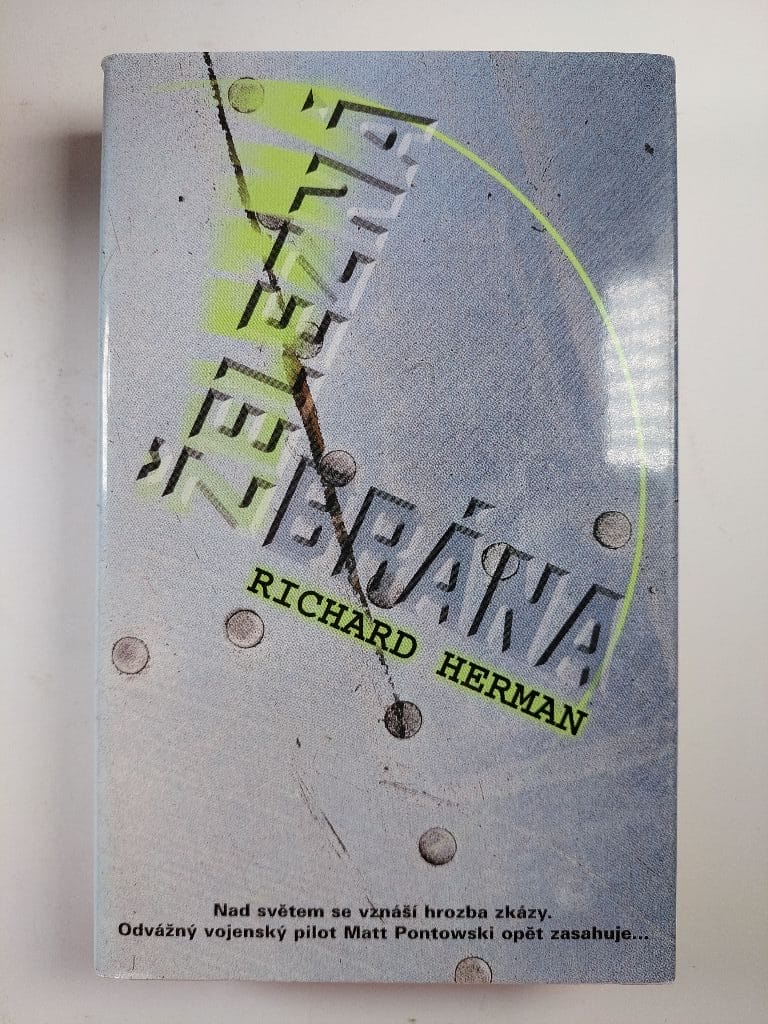 ŽELEZNÁ
BRÁNA
RICHARD HERMAN
Nad světem se vznáší hrozba zkázy.
Odvážný vojenský pilot Matt Pontowski opět zasahuje...